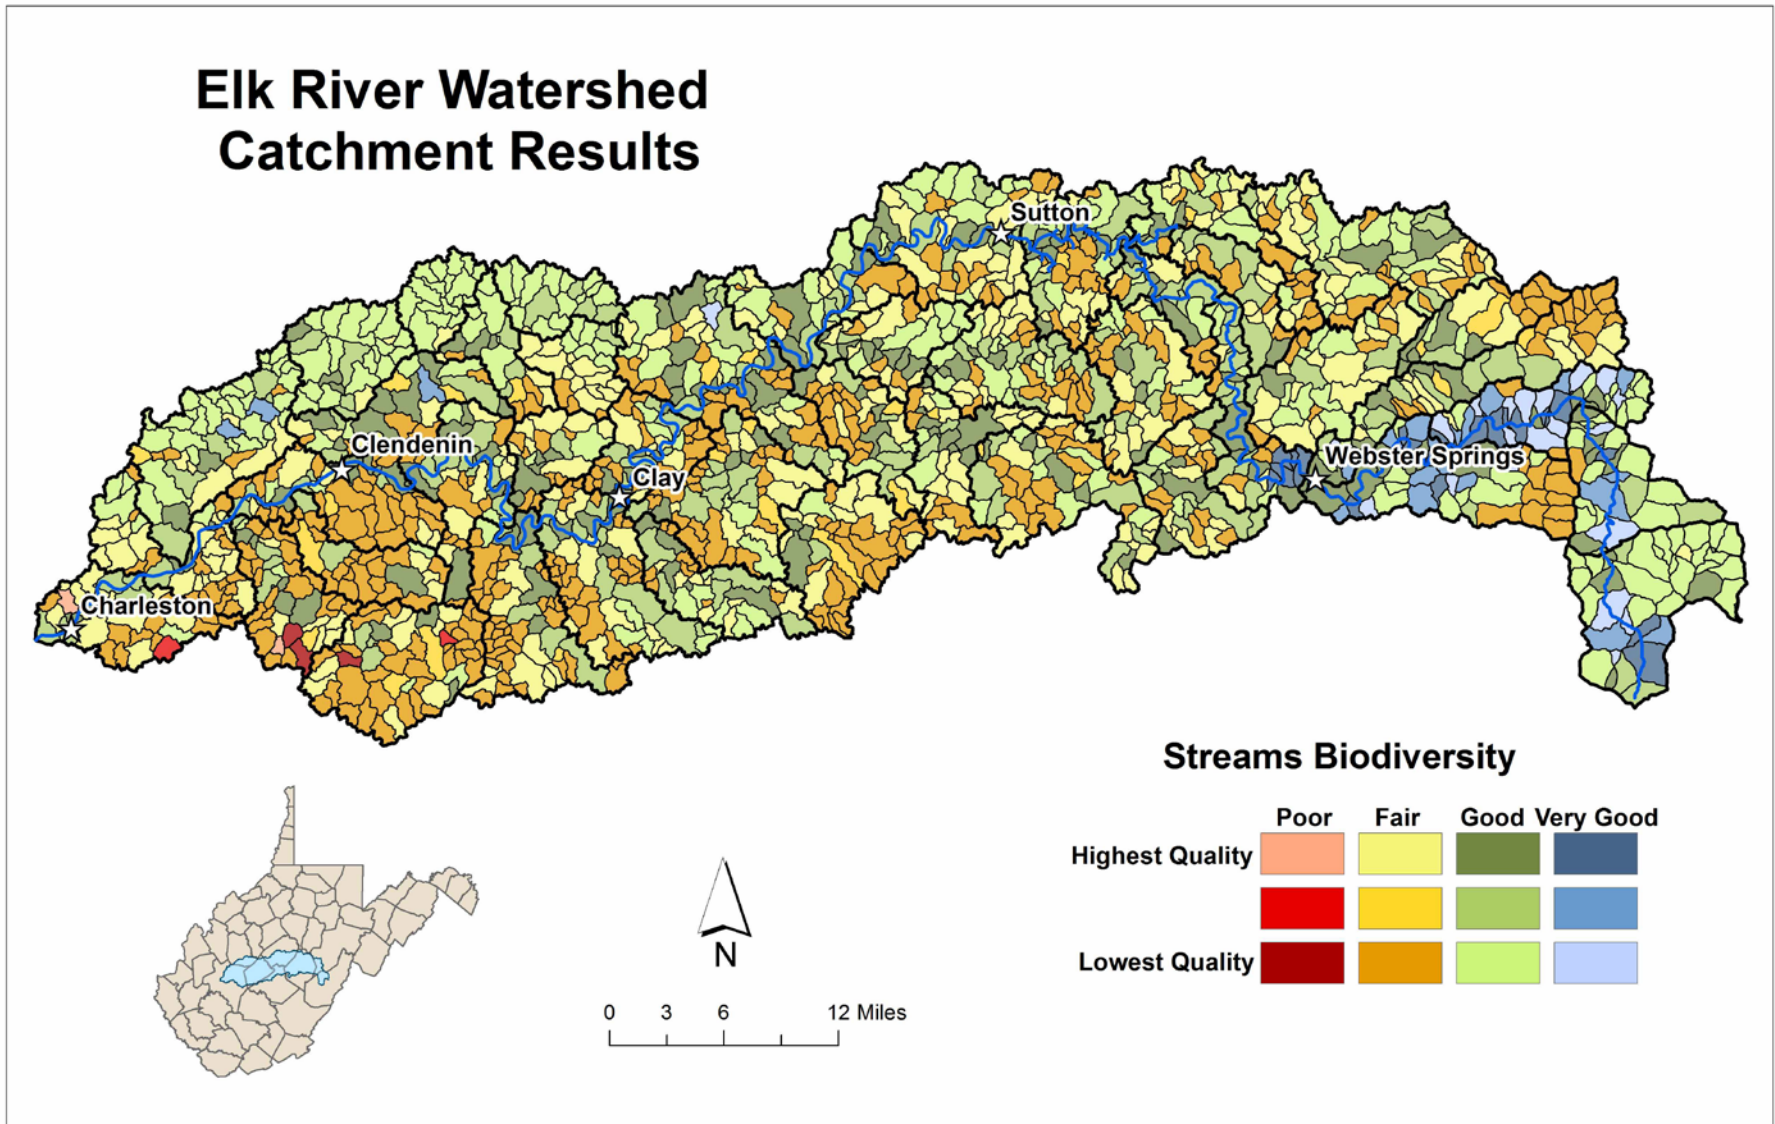 Elk River Watershed
Catchment Results
Sutton
Clendenin
Webster Springs
Clay
Charleston
Streams Biodiversity
Poor Fair Good Very Good
Highest Quality
Lowest Quality
N
0 3 6 12 Miles